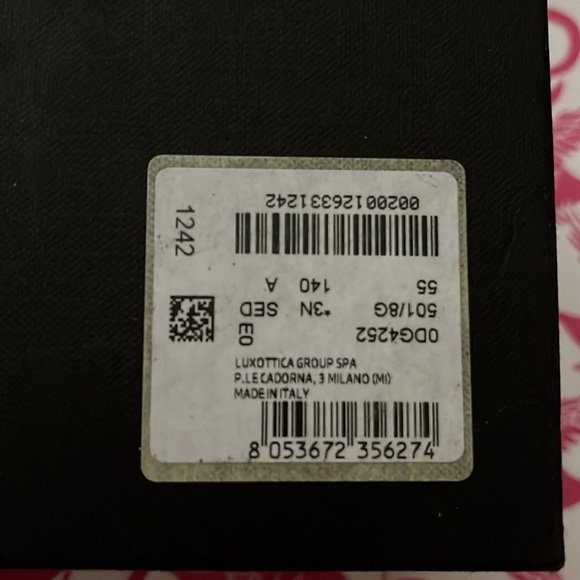 00200126331242
55 140 A
501/8G *3N SED
0DG4252 E0
1242
LUXOTTICA GROUP SPA
P.LE CADORNA, 3 MILANO (MI)
MADE IN ITALY
8 053672 356274